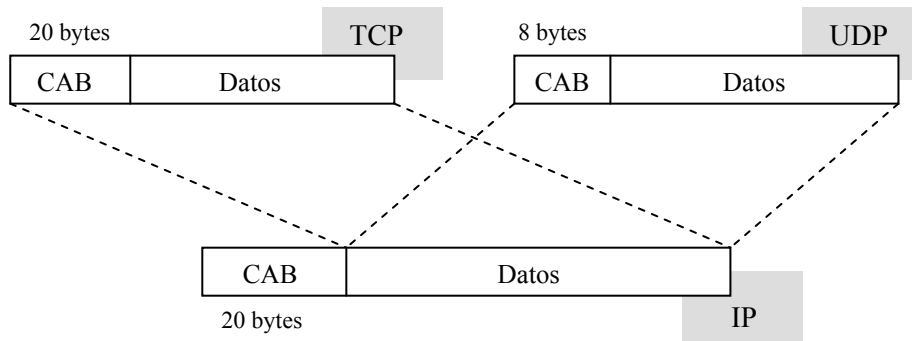 20 bytes
TCP
8 bytes
UDP
CAB
Datos
CAB
Datos
CAB
Datos
20 bytes
IP